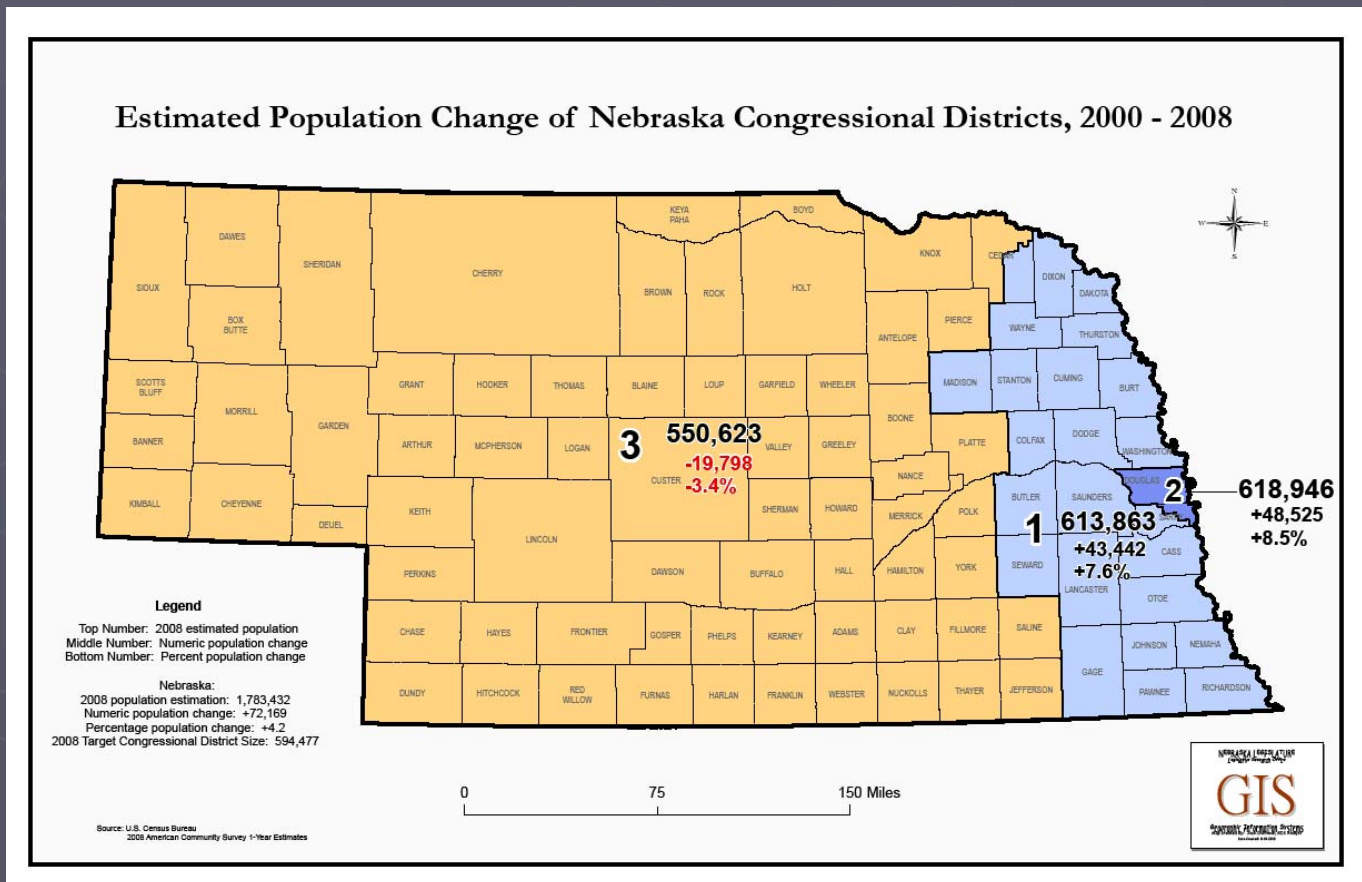 Estimated Population Change of Nebraska Congressional Districts, 2000 - 2008
N
W
E
S
KEYA
PAHA
BOYD
DAWES
SHERIDAN
CHERRY
KNOX
CEDAR
SIOUX
BROWN
ROCK
HOLT
DIXON
DAKOTA
BOX
BUTTE
PIERCE
WAYNE
THURSTON
ANTELOPE
SCOTTS
BLUFF
GRANT
HOOKER
THOMAS
BLAINE
LOUP
GARFIELD
WHEELER
MADISON
STANTON
CUMING
BURT
MORRILL
GARDEN
BOONE
BANNER
ARTHUR
MCPHERSON
LOGAN
3
550,623
-19,798
-3.4%
CUSTER
VALLEY
GREELEY
PLATTE
COLFAX
DODGE
WASHINGTON
NANCE
KIMBALL
CHEYENNE
DEUEL
KEITH
LINCOLN
SHERMAN
HOWARD
MERRICK
POLK
BUTLER
SAUNDERS
DOUGLAS
2
618,946
+48,525
+8.5%
SARPY
1
613,863
+43,442
+7.6%
CASS
PERKINS
DAWSON
BUFFALO
HALL
HAMILTON
YORK
SEWARD
LANCASTER
OTOE
CHASE
HAYES
FRONTIER
GOSPER
PHELPS
KEARNEY
ADAMS
CLAY
FILLMORE
SALINE
GAGE
JOHNSON
NEMAHA
DUNDY
HITCHCOCK
RED
WILLOW
FURNAS
HARLAN
FRANKLIN
WEBSTER
NUCKOLLS
THAYER
JEFFERSON
PAWNEE
RICHARDSON
Legend
Top Number: 2008 estimated population
Middle Number: Numeric population change
Bottom Number: Percent population change
Nebraska:
2008 population estimation: 1,783,432
Numeric population change: +72,169
Percentage population change: +4.2
2008 Target Congressional District Size: 594,477
0
75
150 Miles
Source: U.S. Census Bureau
2008 American Community Survey 1-Year Estimates
NEBRASKA LEGISLATURE
GIS
Geographic Information Systems